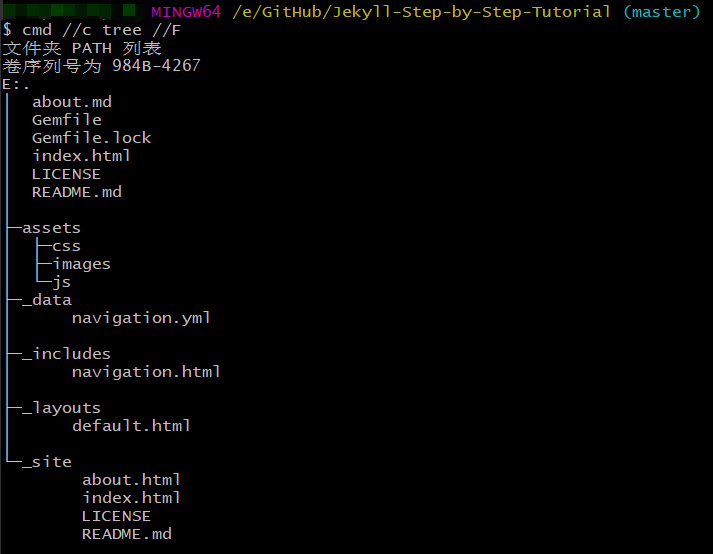 MINGW64 /e/GitHub/Jekyll-Step-by-Step-Tutorial (master)
$ cmd //c tree //F
文件夹 PATH 列表
卷序列号为 984B-4267
E:.
│  about.md
│  Gemfile
│  Gemfile.lock
│  index.html
│  LICENSE
│  README.md
│
├─assets
│  ├─css
│  ├─images
│  └─js
├─_data
│      navigation.yml
│
├─_includes
│      navigation.html
│
├─_layouts
│      default.html
│
└─_site
        about.html
        index.html
        LICENSE
        README.md